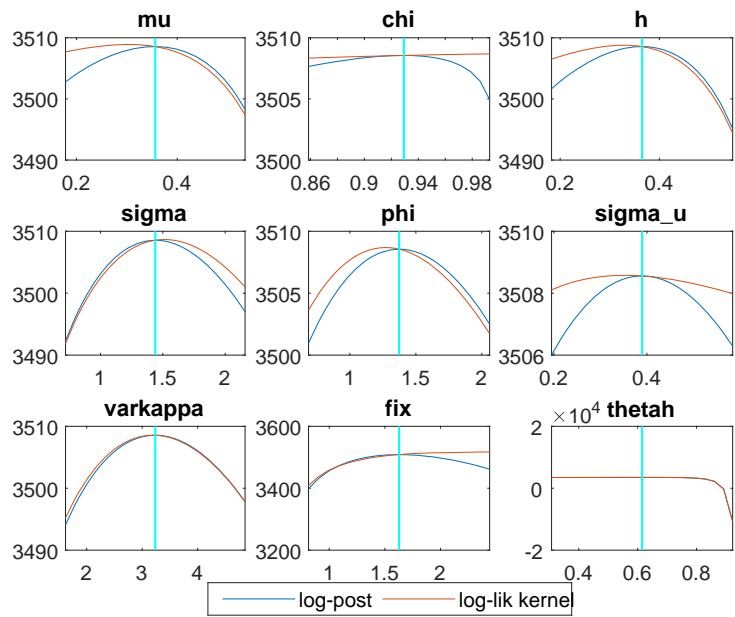 mu chi h
3510 3510 3510
3500 3505 3500
3490 3500 3490
0.2 0.4 0.86 0.9 0.94 0.98 0.2 0.4
sigma phi sigma_u
3510 3510 3510
3500 3505 3508
3490 3500 3506
1 1.5 2 1 1.5 2 0.2 0.4
varkappa fix ×10⁴ thetah
3510 3600 2
3500 3400 0
3490 3200 -2
2 3 4 1 1.5 2 0.4 0.6 0.8
log-post log-lik kernel